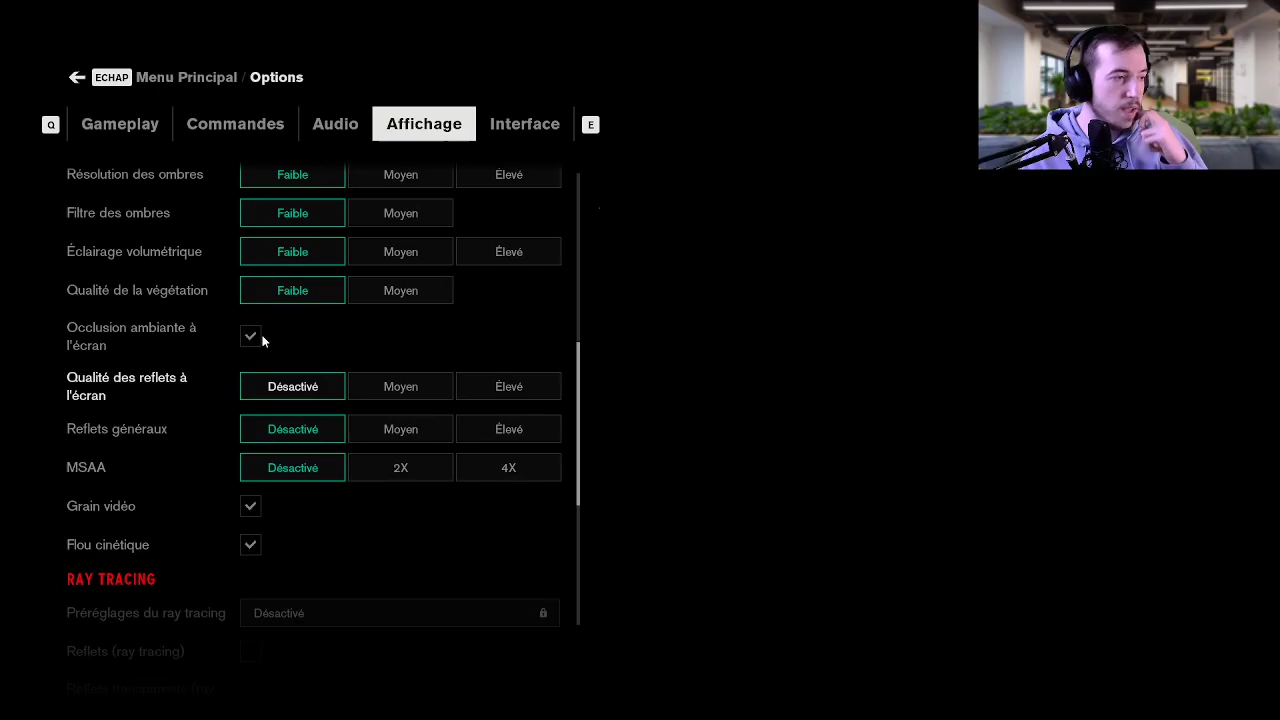 ECHAP Menu Principal / Options
Q Gameplay Commandes Audio Affichage Interface E
Résolution des ombres Faible Moyen Élevé
Filtre des ombres Faible Moyen
Éclairage volumétrique Faible Moyen Élevé
Qualité de la végétation Faible Moyen
Occlusion ambiante à
l'écran
Qualité des reflets à
l'écran
Désactivé Moyen Élevé
Reflets généraux Désactivé Moyen Élevé
MSAA Désactivé 2X 4X
Grain vidéo
Flou cinétique
RAY TRACING
Préréglages du ray tracing Désactivé
Reflets (ray tracing)